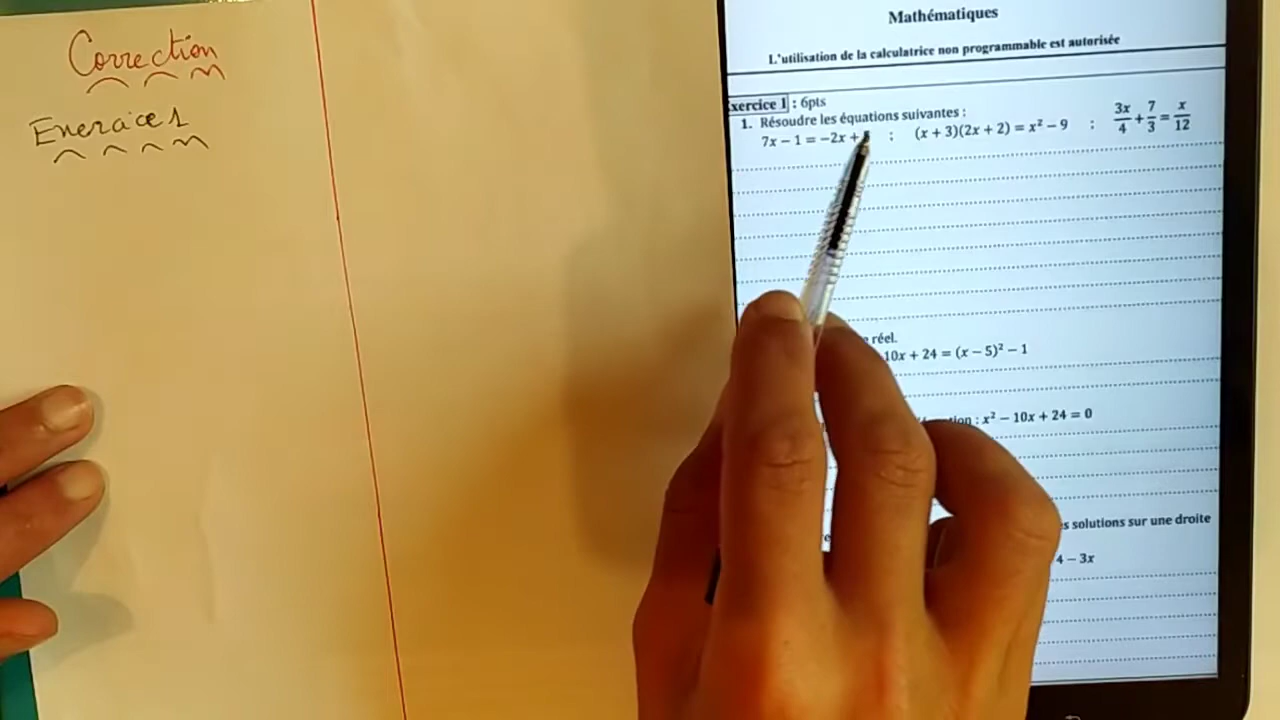 Correction
Exercice 1
Mathématiques
L'utilisation de la calculatrice non programmable est autorisée
xercice 1 : 6pts
1. Résoudre les équations suivantes :
7x − 1 = −2x + ; (x + 3)(2x + 2) = x² − 9 ; 3x/4 + 7/3 = x/12
réel.
10x + 24 = (x − 5)² − 1
: x² − 10x + 24 = 0
solutions sur une droite
4 − 3x